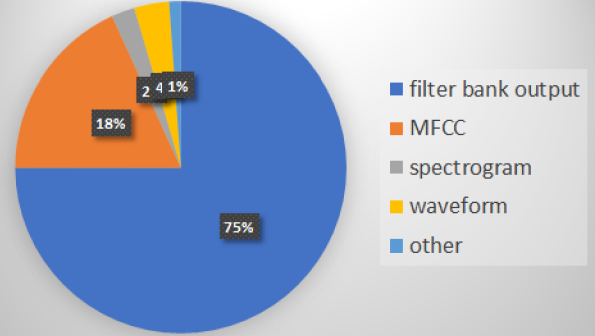 2
4
1%
18%
75%
filter bank output
MFCC
spectrogram
waveform
other